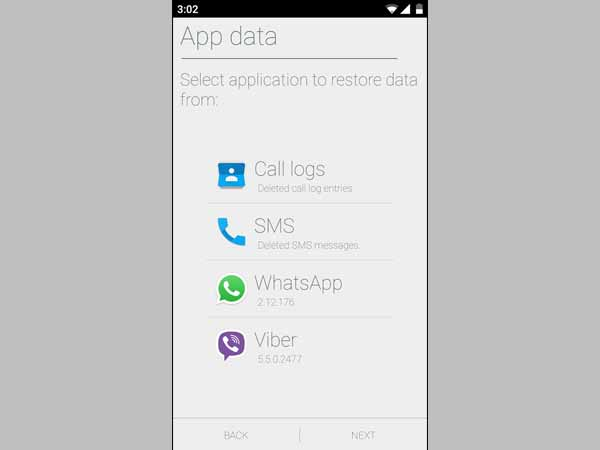 3:02
App data
Select application to restore data
from:
Call logs
Deleted call log entries
SMS
Deleted SMS messages.
WhatsApp
2.12.176
Viber
5.5.0.2477
BACK
NEXT